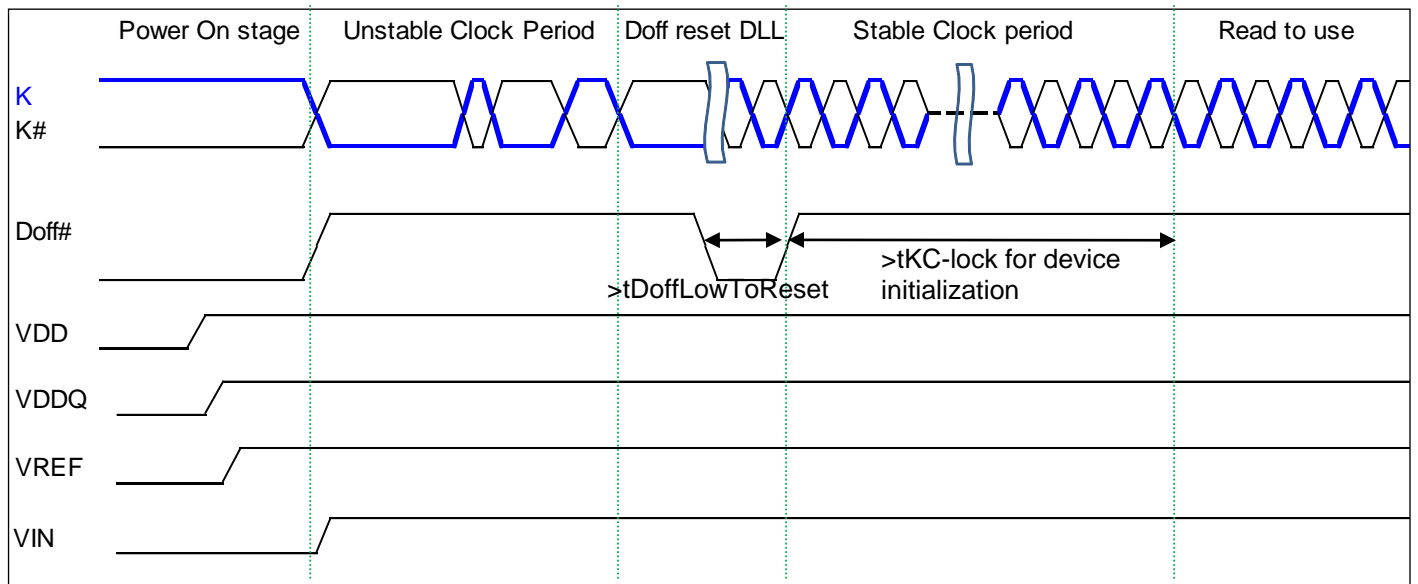 Power On stage
Unstable Clock Period
Doff reset DLL
Stable Clock period
Read to use
K
K#
Doff#
>tDoffLowToReset
>tKC-lock for device
initialization
VDD
VDDQ
VREF
VIN